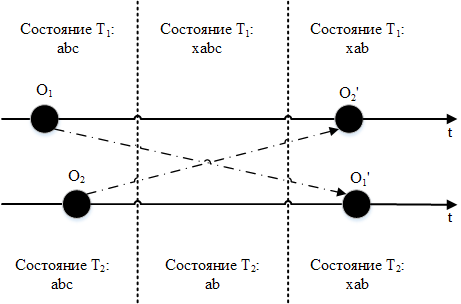 Состояние T₁: Состояние T₁: Состояние T₁:
abc xabc xab
O₁ O₂'
t
O₂ O₁'
t
Состояние T₂: Состояние T₂: Состояние T₂:
abc ab xab